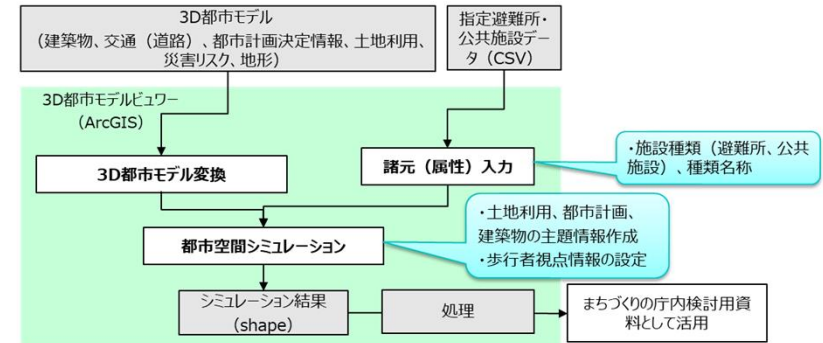 3D都市モデル
（建築物、交通（道路）、都市計画決定情報、土地利用、
災害リスク、地形）
指定避難所・
公共施設デー
タ（CSV）
3D都市モデルビュワー
（ArcGIS）
3D都市モデル変換
諸元（属性）入力
・施設種類（避難所、公共
施設）、種類名称
都市空間シミュレーション
・土地利用、都市計画、
建築物の主題情報作成
・歩行者視点情報の設定
シミュレーション結果
（shape）
処理
まちづくりの庁内検討用資
料として活用